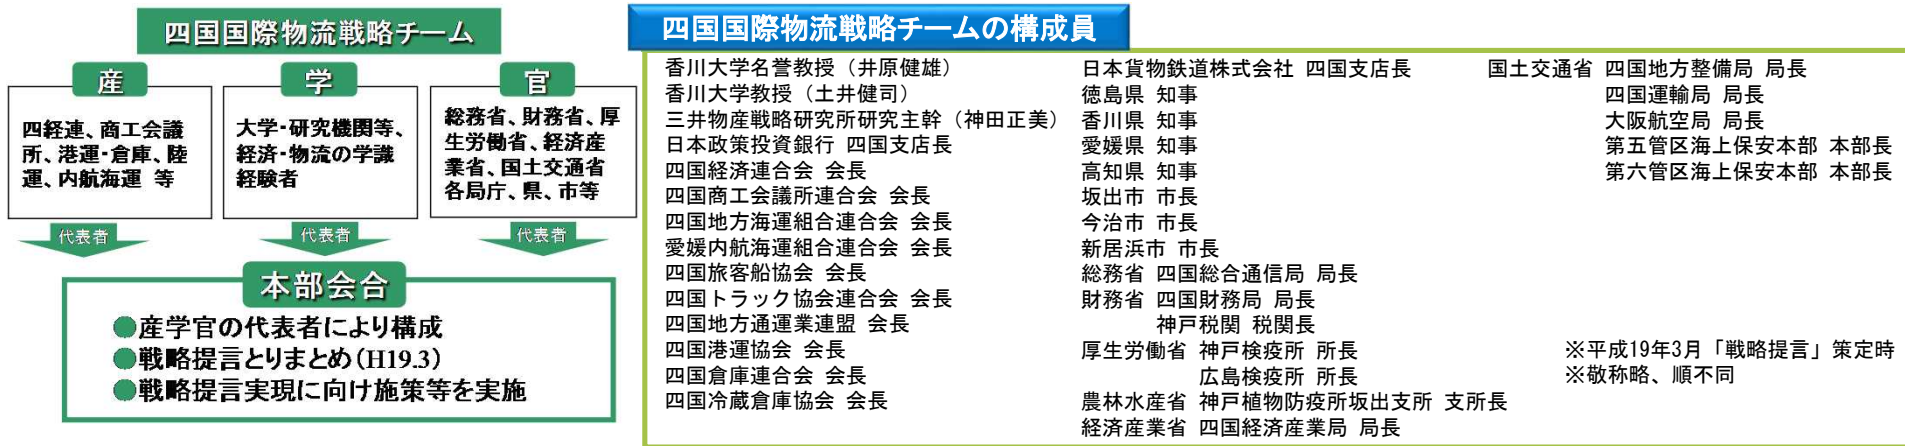 四国国際物流戦略チーム
産
四経連、商工会議
所、港運・倉庫、陸
運、内航海運 等
学
大学・研究機関等、
経済・物流の学識
経験者
官
総務省、財務省、厚
生労働省、経済産
業省、国土交通省
各局庁、県、市等
代表者
代表者
代表者
本部会合
●産学官の代表者により構成
●戦略提言とりまとめ(H19.3)
●戦略提言実現に向け施策等を実施
四国国際物流戦略チームの構成員
香川大学名誉教授（井原健雄）
香川大学教授（土井健司）
三井物産戦略研究所研究主幹（神田正美）
日本政策投資銀行 四国支店長
四国経済連合会 会長
四国商工会議所連合会 会長
四国地方海運組合連合会 会長
愛媛内航海運組合連合会 会長
四国旅客船協会 会長
四国トラック協会連合会 会長
四国地方通運業連盟 会長
四国港運協会 会長
四国倉庫連合会 会長
四国冷蔵倉庫協会 会長
日本貨物鉄道株式会社 四国支店長
徳島県 知事
香川県 知事
愛媛県 知事
高知県 知事
坂出市 市長
今治市 市長
新居浜市 市長
総務省 四国総合通信局 局長
財務省 四国財務局 局長
神戸税関 税関長
厚生労働省 神戸検疫所 所長
広島検疫所 所長
農林水産省 神戸植物防疫所坂出支所 支所長
経済産業省 四国経済産業局 局長
国土交通省 四国地方整備局 局長
四国運輸局 局長
大阪航空局 局長
第五管区海上保安本部 本部長
第六管区海上保安本部 本部長
※平成19年3月「戦略提言」策定時
※敬称略、順不同